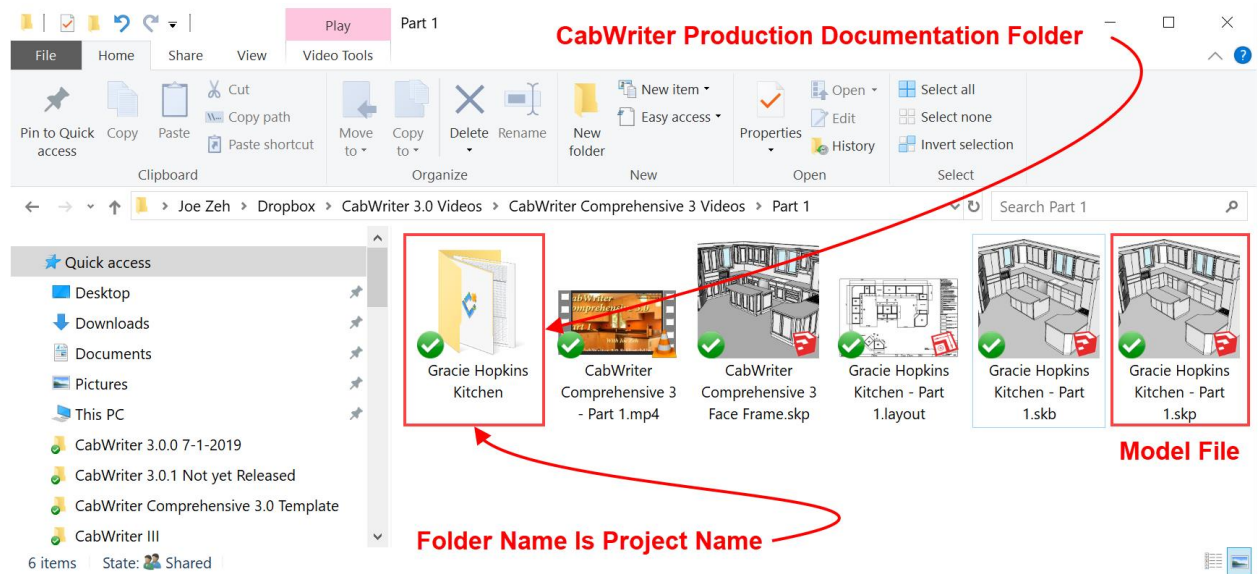 Play
Part 1
CabWriter Production Documentation Folder
File
Home
Share
View
Video Tools
Pin to Quick
access
Copy
Paste
Cut
Copy path
Paste shortcut
Move
to
Copy
to
Delete
Rename
New
folder
New item
Easy access
Properties
Open
Edit
History
Select all
Select none
Invert selection
Clipboard
Organize
New
Open
Select
Joe Zeh > Dropbox > CabWriter 3.0 Videos > CabWriter Comprehensive 3 Videos > Part 1
Search Part 1
Quick access
Desktop
Downloads
Documents
Pictures
This PC
CabWriter 3.0.0 7-1-2019
CabWriter 3.0.1 Not yet Released
CabWriter Comprehensive 3.0 Template
CabWriter III
Gracie Hopkins
Kitchen
CabWriter
Comprehensive 3
- Part 1.mp4
CabWriter
Comprehensive 3
Face Frame.skp
Gracie Hopkins
Kitchen - Part
1.layout
Gracie Hopkins
Kitchen - Part
1.skb
Gracie Hopkins
Kitchen - Part
1.skp
Model File
Folder Name Is Project Name
6 items
State: Shared